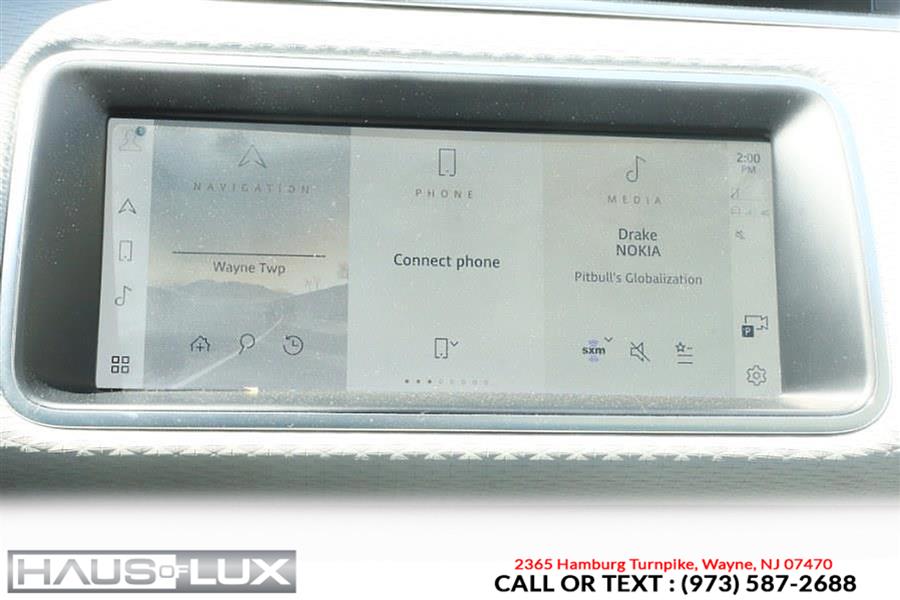 NAVIGATION
Wayne Twp
PHONE
Connect phone
MEDIA
Drake
NOKIA
Pitbull's Globalization
sxm
2:00
PM
P
HAUS OF LUX
2365 Hamburg Turnpike, Wayne, NJ 07470
CALL OR TEXT : (973) 587-2688